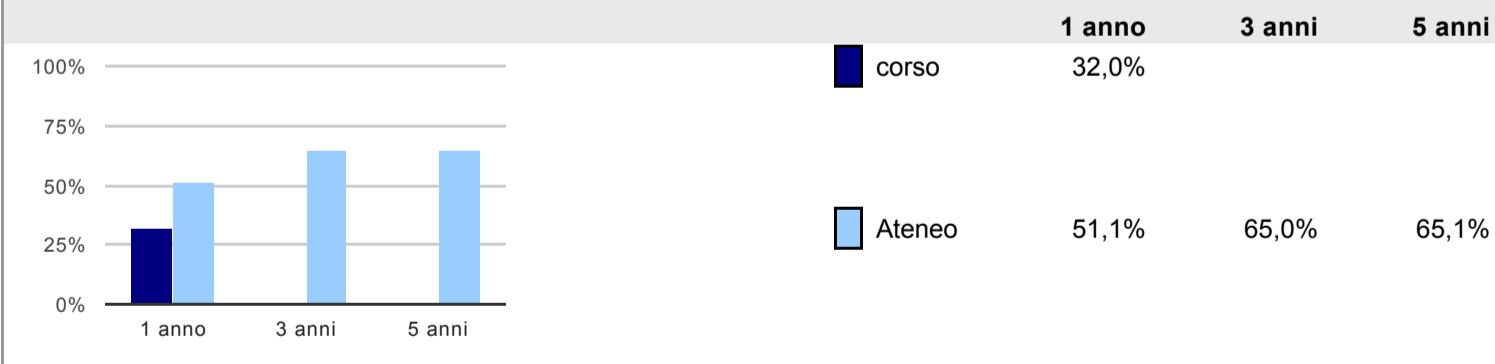 1 anno 3 anni 5 anni
100%
75%
50%
25%
0%
1 anno 3 anni 5 anni
corso 32,0%
Ateneo 51,1% 65,0% 65,1%